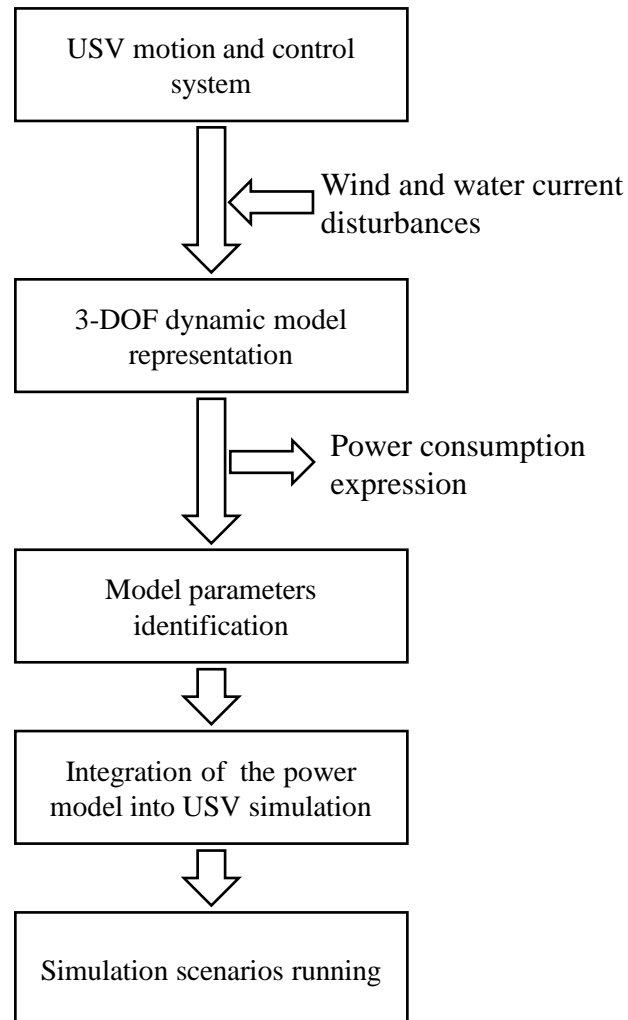 USV motion and control
system
Wind and water current
disturbances
3-DOF dynamic model
representation
Power consumption
expression
Model parameters
identification
Integration of the power
model into USV simulation
Simulation scenarios running